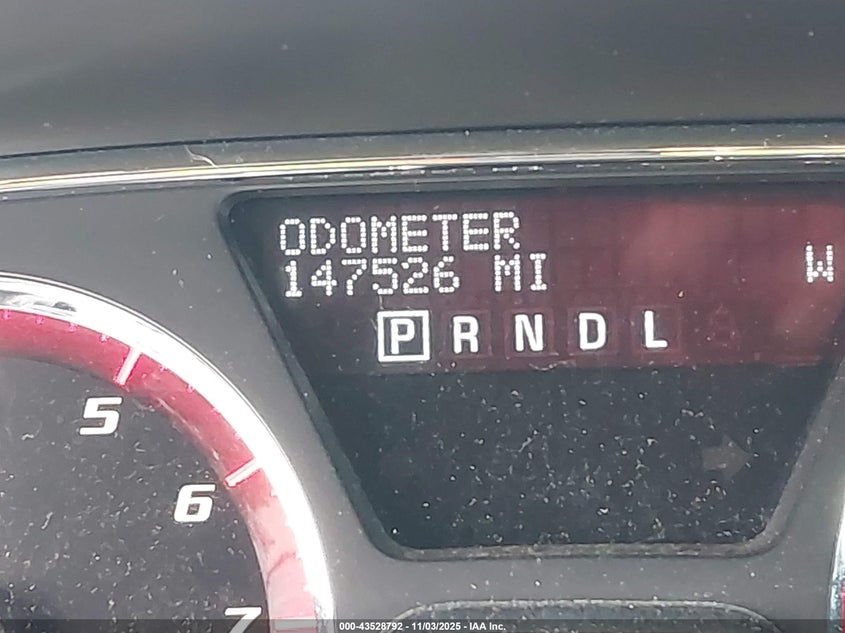 ODOMETER
147526 MI W
P R N D L
5
6
7
000-43528792 - 11/03/2025 - IAA Inc.